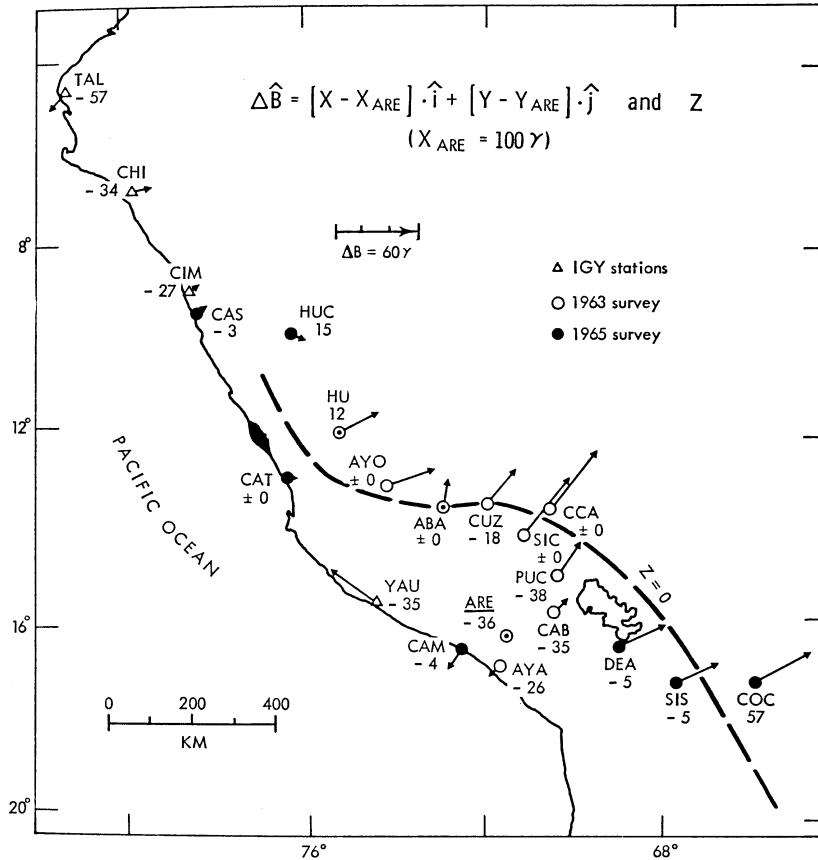 TAL
- 57
ΔB̂ = [X - X ARE] · î + [Y - Y ARE] · ĵ and Z
(X ARE = 100 γ)
CHI
- 34
ΔB = 60 γ
8°
CIM
- 27
△ IGY stations
○ 1963 survey
● 1965 survey
CAS
- 3
HUC
15
HU
12
12°
PACIFIC OCEAN
AYO
± 0
CAT
± 0
ABA
± 0
CUZ
- 18
SIC
± 0
CCA
± 0
PUC
- 38
Z = 0
YAU
- 35
ARE
- 36
CAB
- 35
16°
CAM
- 4
AYA
- 26
DEA
- 5
SIS
- 5
COC
57
0 200 400
KM
20°
76° 68°